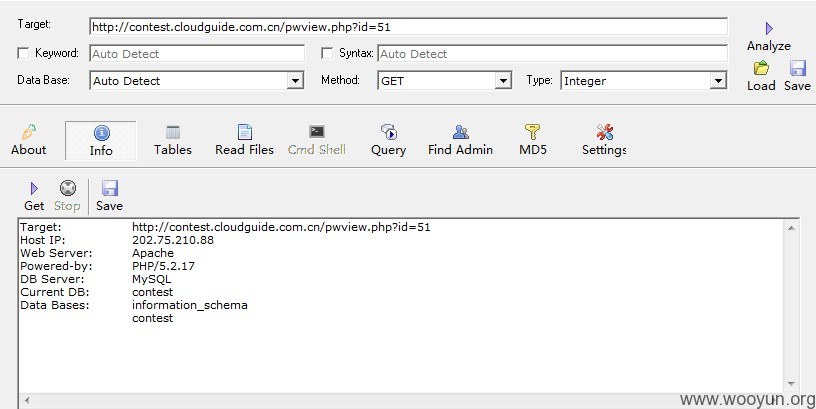 Target: http://contest.cloudguide.com.cn/pwview.php?id=51
Keyword: Auto Detect Syntax: Auto Detect
Analyze
Data Base: Auto Detect Method: GET Type: Integer
Load Save
About Info Tables Read Files Cmd Shell Query Find Admin MD5 Settings
Get Stop Save
Target: http://contest.cloudguide.com.cn/pwview.php?id=51
Host IP: 202.75.210.88
Web Server: Apache
Powered-by: PHP/5.2.17
DB Server: MySQL
Current DB: contest
Data Bases: information_schema
contest
www.wooyun.org